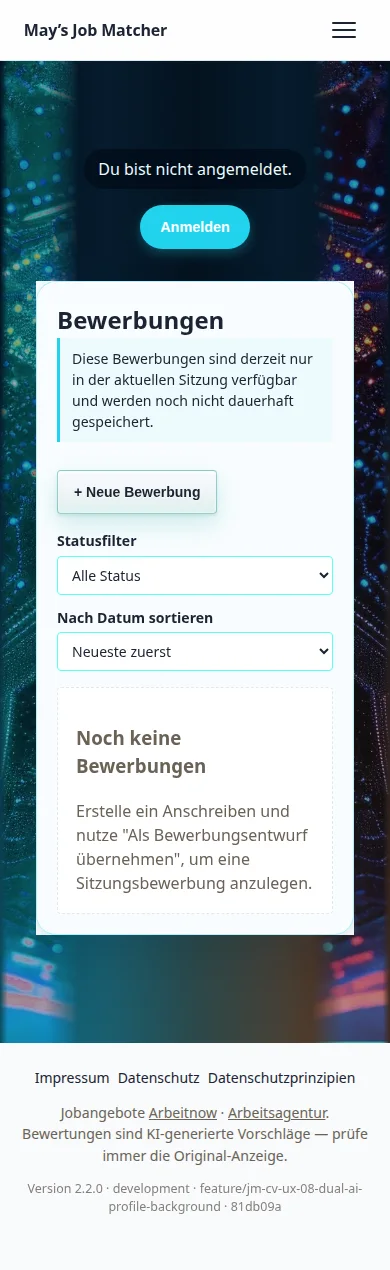 May’s Job Matcher
Du bist nicht angemeldet.
Anmelden
Bewerbungen
Diese Bewerbungen sind derzeit nur
in der aktuellen Sitzung verfügbar
und werden noch nicht dauerhaft
gespeichert.
+ Neue Bewerbung
Statusfilter
Alle Status
Nach Datum sortieren
Neueste zuerst
Noch keine
Bewerbungen
Erstelle ein Anschreiben und
nutze "Als Bewerbungsentwurf
übernehmen", um eine
Sitzungsbewerbung anzulegen.
Impressum Datenschutz Datenschutzprinzipien
Jobangebote Arbeitnow · Arbeitsagentur.
Bewertungen sind KI-generierte Vorschläge — prüfe
immer die Original-Anzeige.
Version 2.2.0 · development · feature/jm-cv-ux-08-dual-ai-
profile-background · 81db09a